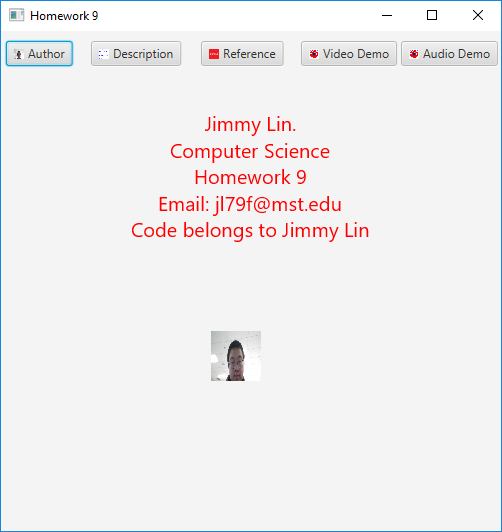 Homework 9
Author Description Reference Video Demo Audio Demo
Jimmy Lin.
Computer Science
Homework 9
Email: jl79f@mst.edu
Code belongs to Jimmy Lin